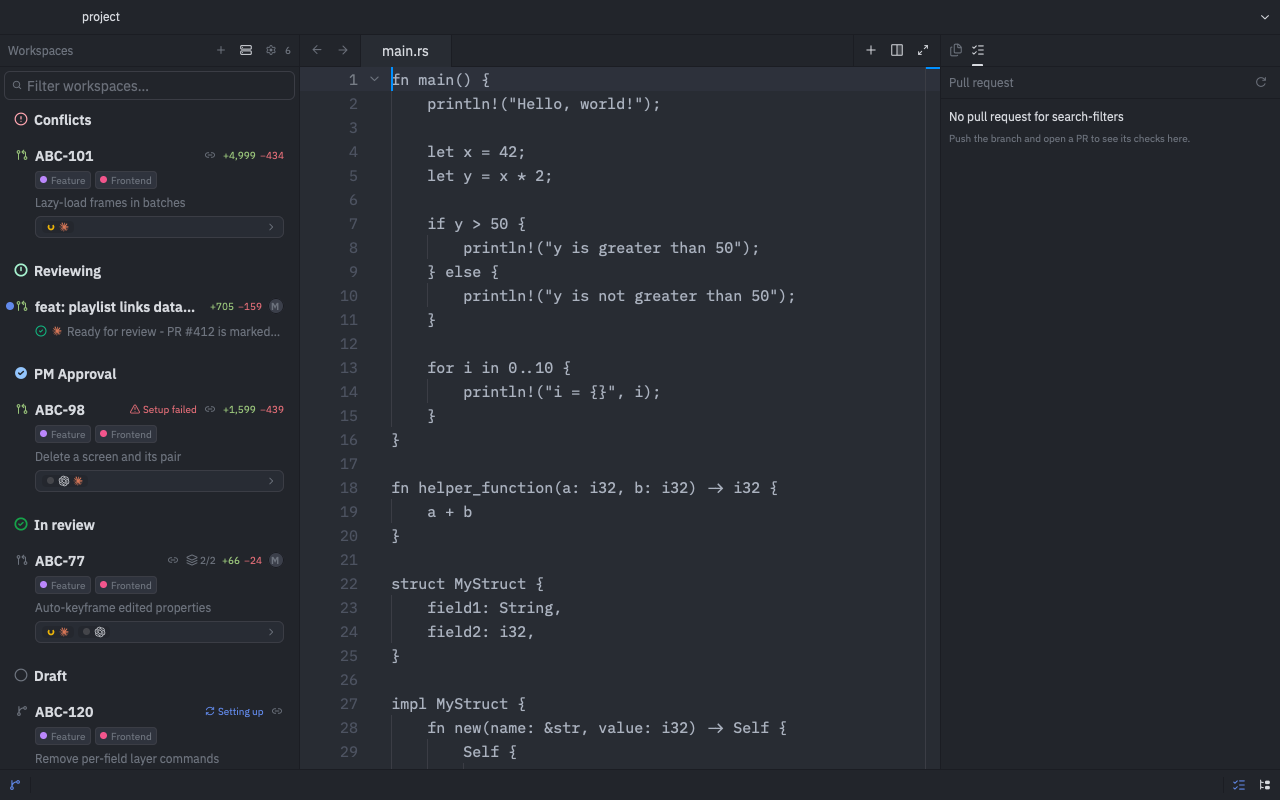 project
Workspaces
6
Filter workspaces...
Conflicts
ABC-101
+4,999 −434
Feature
Frontend
Lazy-load frames in batches
Reviewing
feat: playlist links data...
+705 −159
M
Ready for review - PR #412 is marked...
PM Approval
ABC-98
Setup failed
+1,599 −439
Feature
Frontend
Delete a screen and its pair
In review
ABC-77
2/2
+66 −24
M
Feature
Frontend
Auto-keyframe edited properties
Draft
ABC-120
Setting up
Feature
Frontend
Remove per-field layer commands
main.rs
1 fn main() {
2     println!("Hello, world!");
3
4     let x = 42;
5     let y = x * 2;
6
7     if y > 50 {
8         println!("y is greater than 50");
9     } else {
10         println!("y is not greater than 50");
11     }
12
13     for i in 0..10 {
14         println!("i = {}", i);
15     }
16 }
17
18 fn helper_function(a: i32, b: i32) -> i32 {
19     a + b
20 }
21
22 struct MyStruct {
23     field1: String,
24     field2: i32,
25 }
26
27 impl MyStruct {
28     fn new(name: &str, value: i32) -> Self {
29         Self {
Pull request
No pull request for search-filters
Push the branch and open a PR to see its checks here.